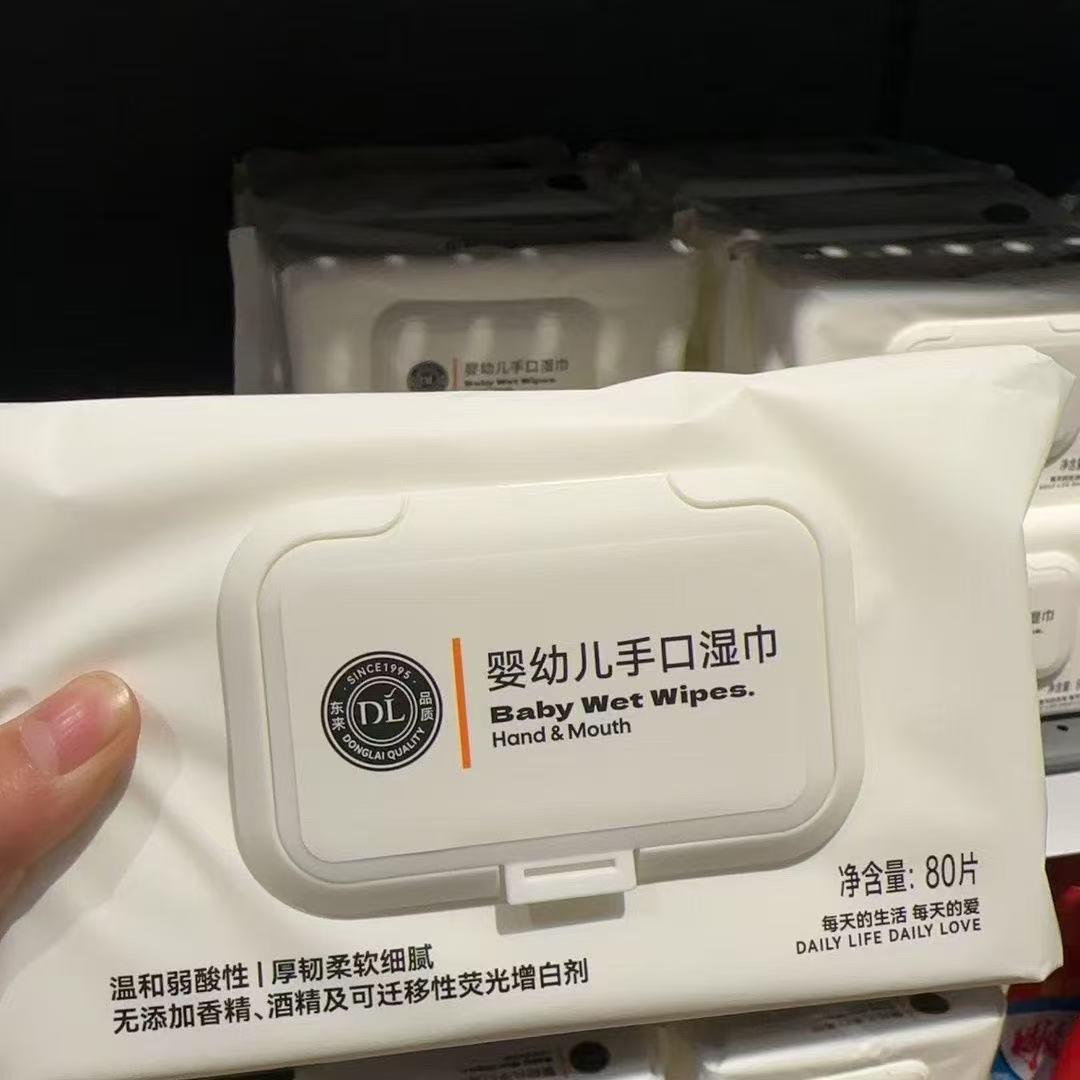 婴幼儿手口湿巾
Baby Wet Wipes.
SINCE1995
东来
DL
品质
DONGLAI QUALITY
婴幼儿手口湿巾
Baby Wet Wipes.
Hand & Mouth
净含量: 80片
每天的生活 每天的爱
DAILY LIFE DAILY LOVE
温和弱酸性 | 厚韧柔软细腻
无添加香精、酒精及可迁移性荧光增白剂